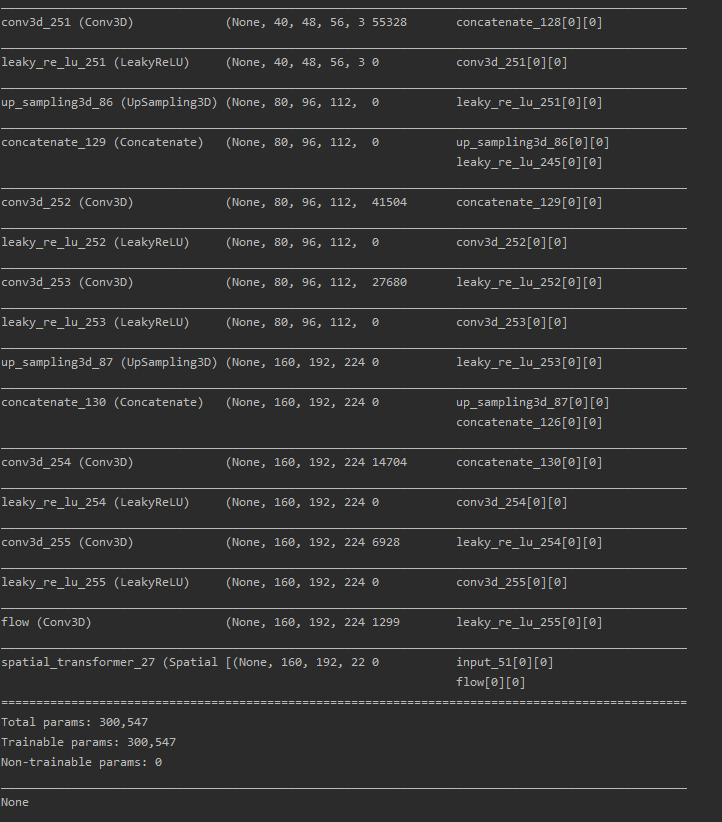 conv3d_251 (Conv3D) (None, 40, 48, 56, 3 55328 concatenate_128[0][0]
leaky_re_lu_251 (LeakyReLU) (None, 40, 48, 56, 3 0 conv3d_251[0][0]
up_sampling3d_86 (UpSampling3D) (None, 80, 96, 112, 0 leaky_re_lu_251[0][0]
concatenate_129 (Concatenate) (None, 80, 96, 112, 0 up_sampling3d_86[0][0]
leaky_re_lu_245[0][0]
conv3d_252 (Conv3D) (None, 80, 96, 112, 41504 concatenate_129[0][0]
leaky_re_lu_252 (LeakyReLU) (None, 80, 96, 112, 0 conv3d_252[0][0]
conv3d_253 (Conv3D) (None, 80, 96, 112, 27680 leaky_re_lu_252[0][0]
leaky_re_lu_253 (LeakyReLU) (None, 80, 96, 112, 0 conv3d_253[0][0]
up_sampling3d_87 (UpSampling3D) (None, 160, 192, 224 0 leaky_re_lu_253[0][0]
concatenate_130 (Concatenate) (None, 160, 192, 224 0 up_sampling3d_87[0][0]
concatenate_126[0][0]
conv3d_254 (Conv3D) (None, 160, 192, 224 14704 concatenate_130[0][0]
leaky_re_lu_254 (LeakyReLU) (None, 160, 192, 224 0 conv3d_254[0][0]
conv3d_255 (Conv3D) (None, 160, 192, 224 6928 leaky_re_lu_254[0][0]
leaky_re_lu_255 (LeakyReLU) (None, 160, 192, 224 0 conv3d_255[0][0]
flow (Conv3D) (None, 160, 192, 224 1299 leaky_re_lu_255[0][0]
spatial_transformer_27 (Spatial [(None, 160, 192, 22 0 input_51[0][0]
flow[0][0]
==================================================================================================
Total params: 300,547
Trainable params: 300,547
Non-trainable params: 0
None